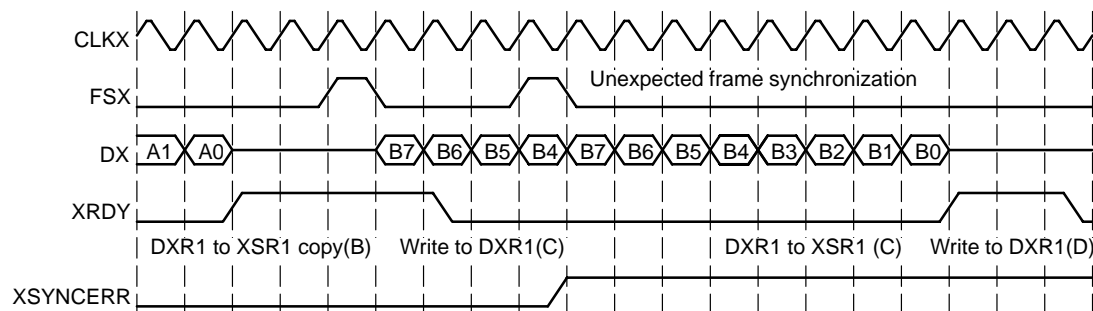 CLKX
Unexpected frame synchronization
FSX
DX A1 A0 B7 B6 B5 B4 B7 B6 B5 B4 B3 B2 B1 B0
XRDY
DXR1 to XSR1 copy(B) Write to DXR1(C) DXR1 to XSR1 (C) Write to DXR1(D)
XSYNCERR